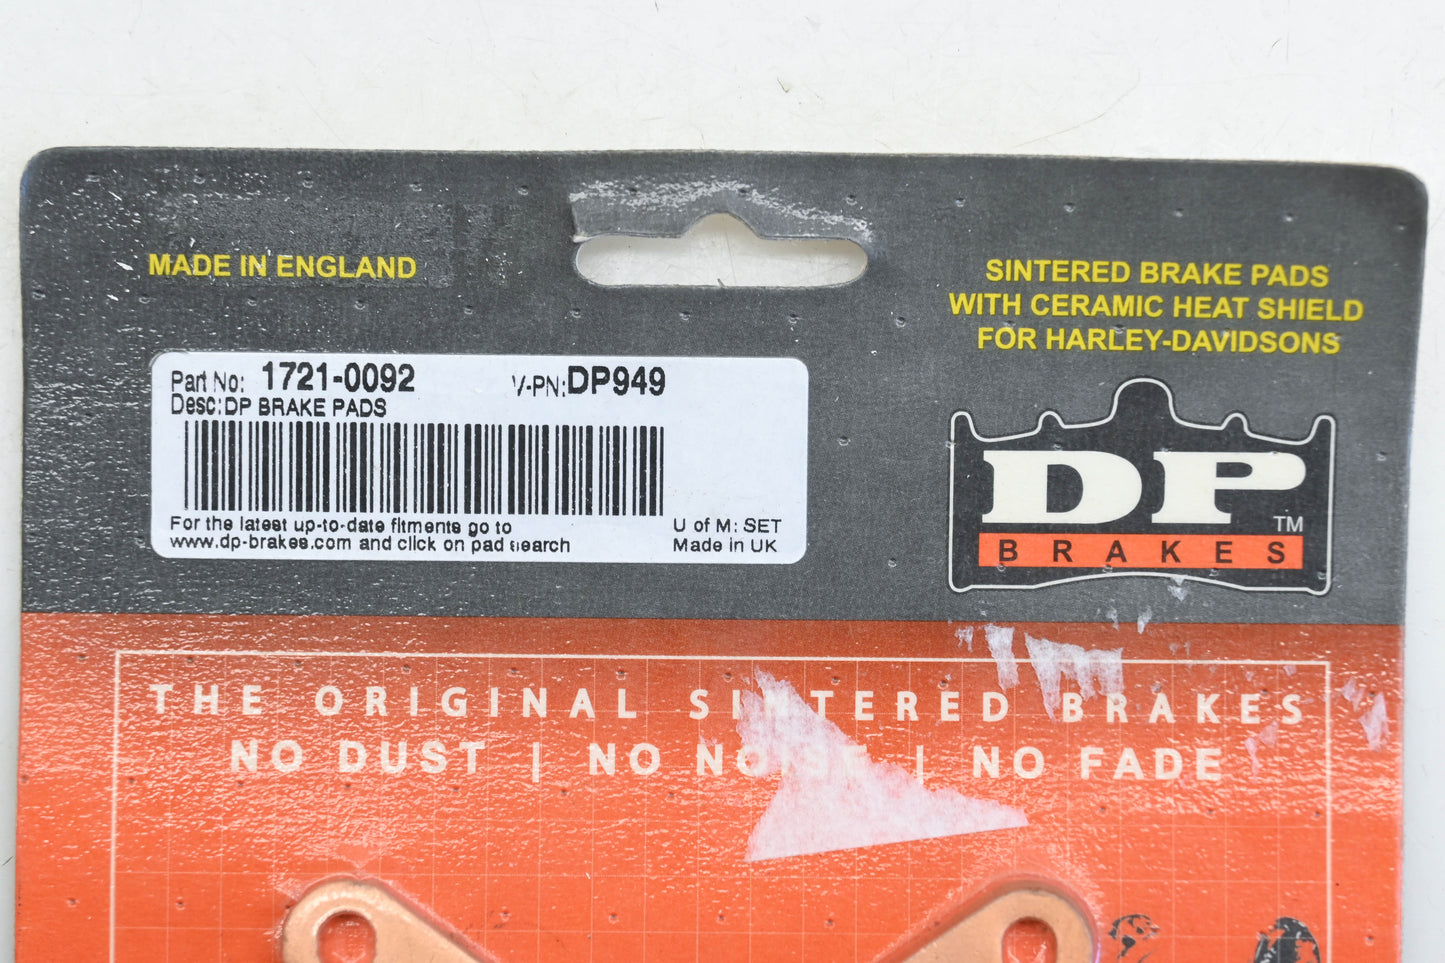 MADE IN ENGLAND
SINTERED BRAKE PADS
WITH CERAMIC HEAT SHIELD
FOR HARLEY-DAVIDSONS
Part No: 1721-0092 V-PN:DP949
Desc:DP BRAKE PADS
For the latest up-to-date fitments go to
www.dp-brakes.com and click on pad search
U of M: SET
Made in UK
DP
TM
BRAKES
THE ORIGINAL SINTERED BRAKES
NO DUST | NO NOISE | NO FADE